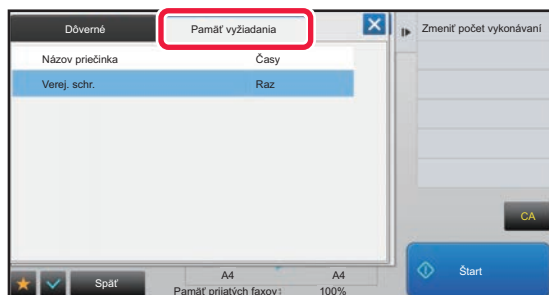 Dôverné
Pamäť vyžiadania
Zmeniť počet vykonávaní
Názov priečinka Časy
Verej. schr. Raz
CA
Štart
A4 A4
Späť
Pamäť prijatých faxov: 100%